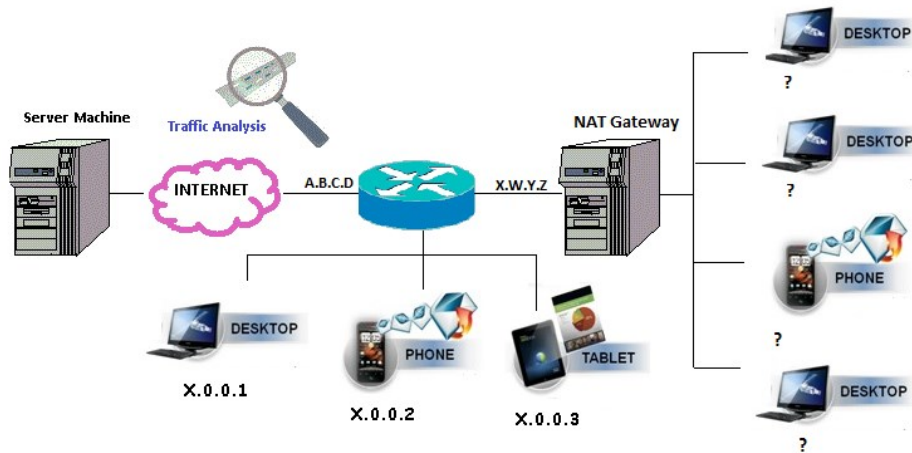 DESKTOP
?
Server Machine
Traffic Analysis
NAT Gateway
DESKTOP
?
INTERNET
A.B.C.D
X.W.Y.Z
PHONE
?
DESKTOP
PHONE
TABLET
X.0.0.1
X.0.0.2
X.0.0.3
DESKTOP
?